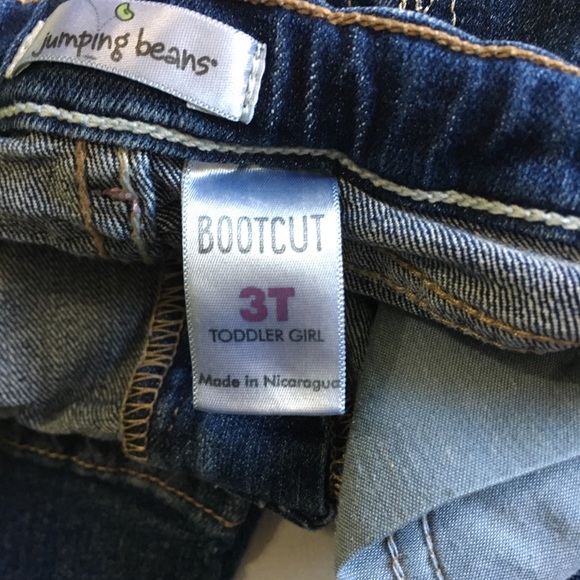 jumping beans®
BOOTCUT
3T
TODDLER GIRL
Made in Nicaragua